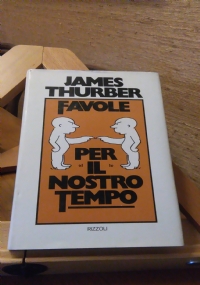 JAMES
THURBER
FAVOLE
PER
IL
NOSTRO
TEMPO
RIZZOLI